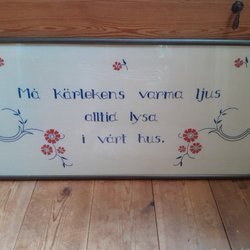 Må kärlekens varma ljus
alltid lysa
i vårt hus.